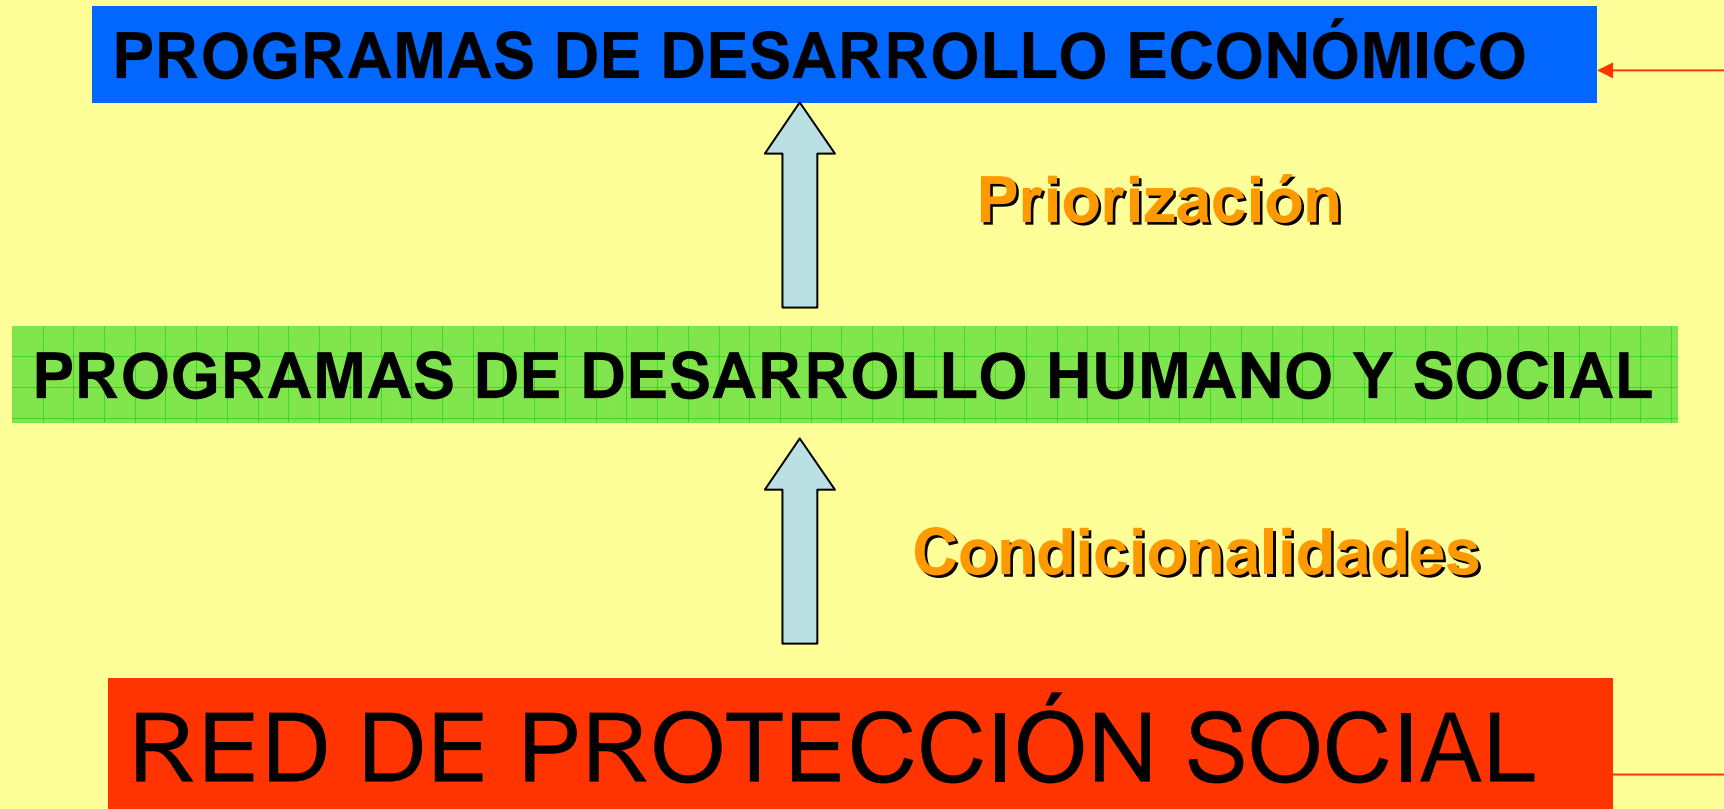 PROGRAMAS DE DESARROLLO ECONÓMICO
Priorización
PROGRAMAS DE DESARROLLO HUMANO Y SOCIAL
Condicionalidades
RED DE PROTECCIÓN SOCIAL